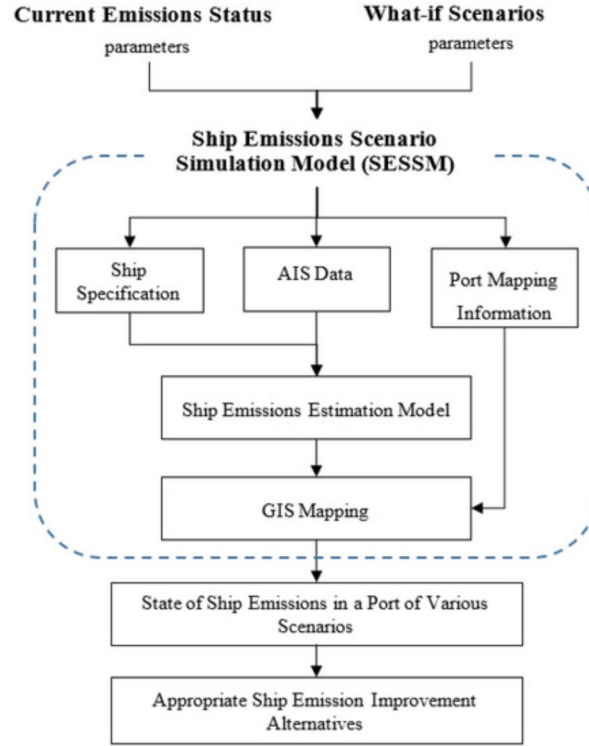 Current Emissions Status
What-if Scenarios
parameters
parameters
Ship Emissions Scenario
Simulation Model (SESSM)
Ship
Specification
AIS Data
Port Mapping
Information
Ship Emissions Estimation Model
GIS Mapping
State of Ship Emissions in a Port of Various
Scenarios
Appropriate Ship Emission Improvement
Alternatives